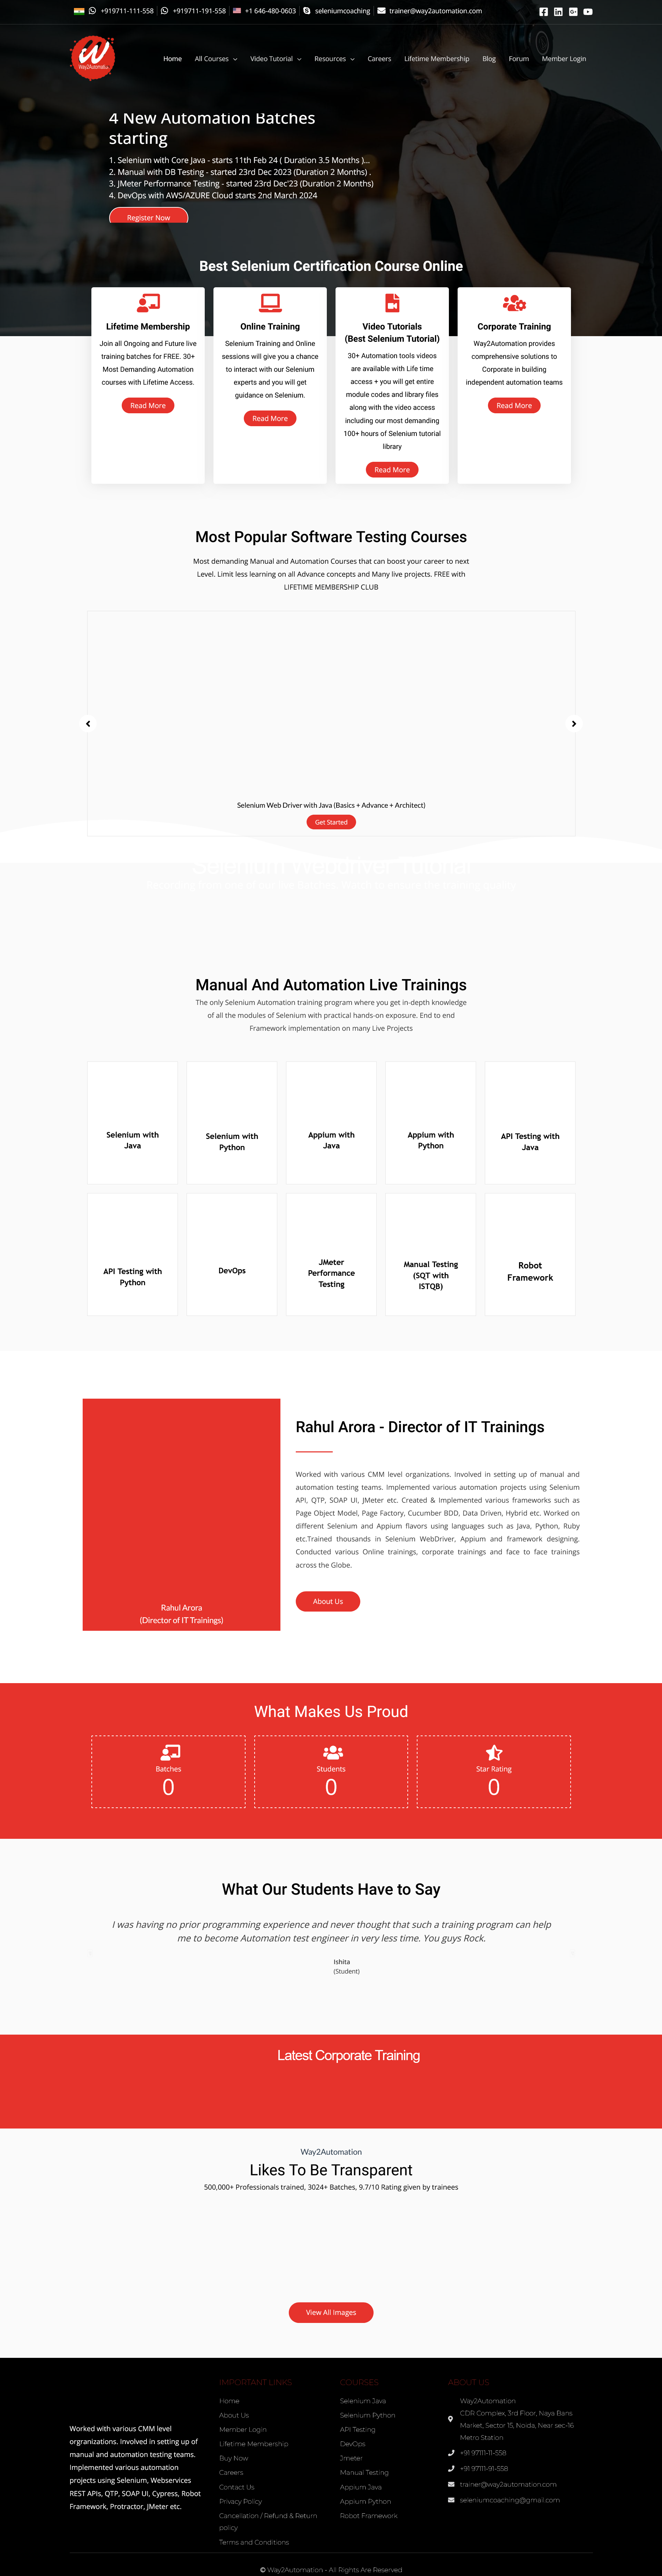 +919711-111-558
+919711-191-558
+1 646-480-0603
seleniumcoaching
trainer@way2automation.com
Way2Automation
Home
All Courses
Video Tutorial
Resources
Careers
Lifetime Membership
Blog
Forum
Member Login
4 New Automation Batches
starting
1. Selenium with Core Java - starts 11th Feb 24 ( Duration 3.5 Months )...
2. Manual with DB Testing - started 23rd Dec 2023 (Duration 2 Months) .
3. JMeter Performance Testing - started 23rd Dec'23 (Duration 2 Months)
4. DevOps with AWS/AZURE Cloud starts 2nd March 2024
Register Now
Best Selenium Certification Course Online
Lifetime Membership
Join all Ongoing and Future live
training batches for FREE. 30+
Most Demanding Automation
courses with Lifetime Access.
Read More
Online Training
Selenium Training and Online
sessions will give you a chance
to interact with our Selenium
experts and you will get
guidance on Selenium.
Read More
Video Tutorials
(Best Selenium Tutorial)
30+ Automation tools videos
are available with Life time
access + you will get entire
module codes and library files
along with the video access
including our most demanding
100+ hours of Selenium tutorial
library
Read More
Corporate Training
Way2Automation provides
comprehensive solutions to
Corporate in building
independent automation teams
Read More
Most Popular Software Testing Courses
Most demanding Manual and Automation Courses that can boost your career to next
Level. Limit less learning on all Advance concepts and Many live projects. FREE with
LIFETIME MEMBERSHIP CLUB
Selenium Web Driver with Java (Basics + Advance + Architect)
Get Started
Selenium Webdriver Tutorial
Manual And Automation Live Trainings
The only Selenium Automation training program where you get in-depth knowledge
of all the modules of Selenium with practical hands-on exposure. End to end
Framework implementation on many Live Projects
Selenium with
Java
Selenium with
Python
Appium with
Java
Appium with
Python
API Testing with
Java
API Testing with
Python
DevOps
JMeter
Performance
Testing
Manual Testing
(SQT with
ISTQB)
Robot
Framework
Rahul Arora
(Director of IT Trainings)
Rahul Arora - Director of IT Trainings
Worked with various CMM level organizations. Involved in setting up of manual and
automation testing teams. Implemented various automation projects using Selenium
API, QTP, SOAP UI, JMeter etc. Created & Implemented various frameworks such as
Page Object Model, Page Factory, Cucumber BDD, Data Driven, Hybrid etc. Worked on
different Selenium and Appium flavors using languages such as Java, Python, Ruby
etc.Trained thousands in Selenium WebDriver, Appium and framework designing.
Conducted various Online trainings, corporate trainings and face to face trainings
across the Globe.
About Us
What Makes Us Proud
Batches
0
Students
0
Star Rating
0
What Our Students Have to Say
I was having no prior programming experience and never thought that such a training program can help
me to become Automation test engineer in very less time. You guys Rock.
Ishita
(Student)
Latest Corporate Training
Way2Automation
Likes To Be Transparent
500,000+ Professionals trained, 3024+ Batches, 9.7/10 Rating given by trainees
View All Images
Worked with various CMM level
organizations. Involved in setting up of
manual and automation testing teams.
Implemented various automation
projects using Selenium, Webservices
REST APIs, QTP, SOAP UI, Cypress, Robot
Framework, Protractor, JMeter etc.
IMPORTANT LINKS
Home
About Us
Member Login
Lifetime Membership
Buy Now
Careers
Contact Us
Privacy Policy
Cancellation / Refund & Return
policy
Terms and Conditions
COURSES
Selenium Java
Selenium Python
API Testing
DevOps
Jmeter
Manual Testing
Appium Java
Appium Python
Robot Framework
ABOUT US
Way2Automation
CDR Complex, 3rd Floor, Naya Bans
Market, Sector 15, Noida, Near sec-16
Metro Station
+91 97111-11-558
+91 97111-91-558
trainer@way2automation.com
seleniumcoaching@gmail.com
© Way2Automation - All Rights Are Reserved